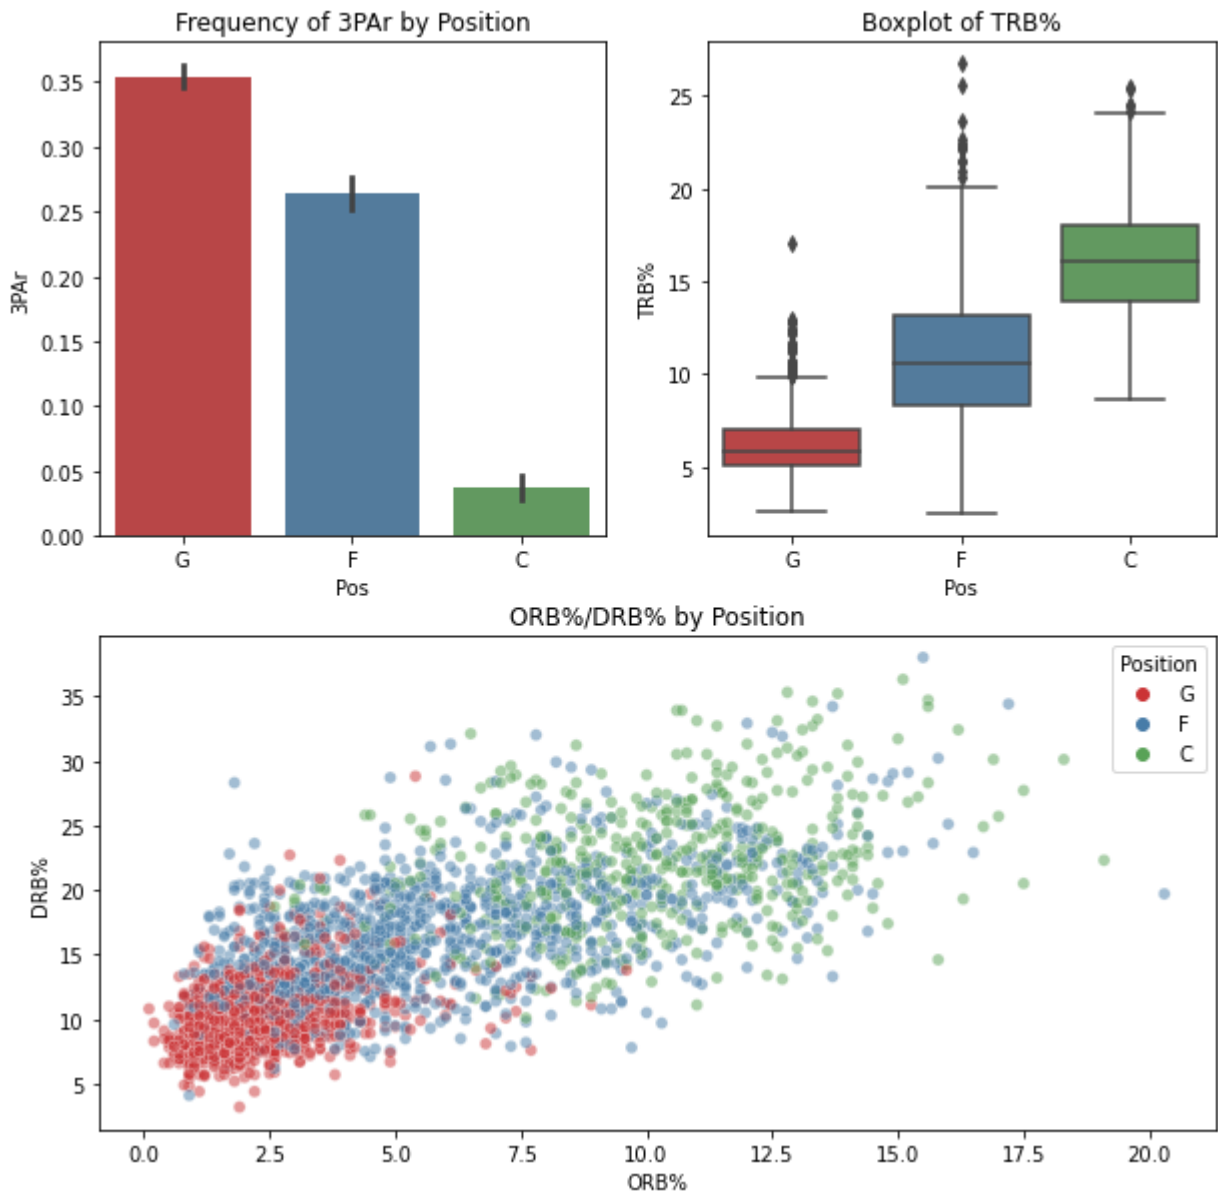 Frequency of 3PAr by Position
0.35
0.30
0.25
0.20
0.15
0.10
0.05
0.00
3PAr
G F C
Pos
Boxplot of TRB%
25
20
15
10
5
TRB%
G F C
Pos
ORB%/DRB% by Position
35
30
25
20
15
10
5
DRB%
Position
G
F
C
0.0 2.5 5.0 7.5 10.0 12.5 15.0 17.5 20.0
ORB%